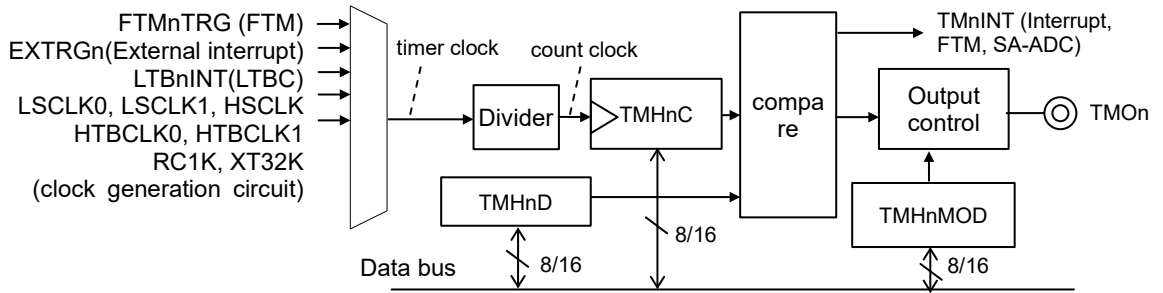 FTMnTRG (FTM)
EXTRGn(External interrupt)
LTBnINT(LTBC)
LSCLK0, LSCLK1, HSCLK
HTBCLK0, HTBCLK1
RC1K, XT32K
(clock generation circuit)
timer clock
count clock
Divider
TMHnC
TMHnD
8/16
8/16
Data bus
compa
re
TMnINT (Interrupt,
FTM, SA-ADC)
Output
control
TMOn
TMHnMOD
8/16